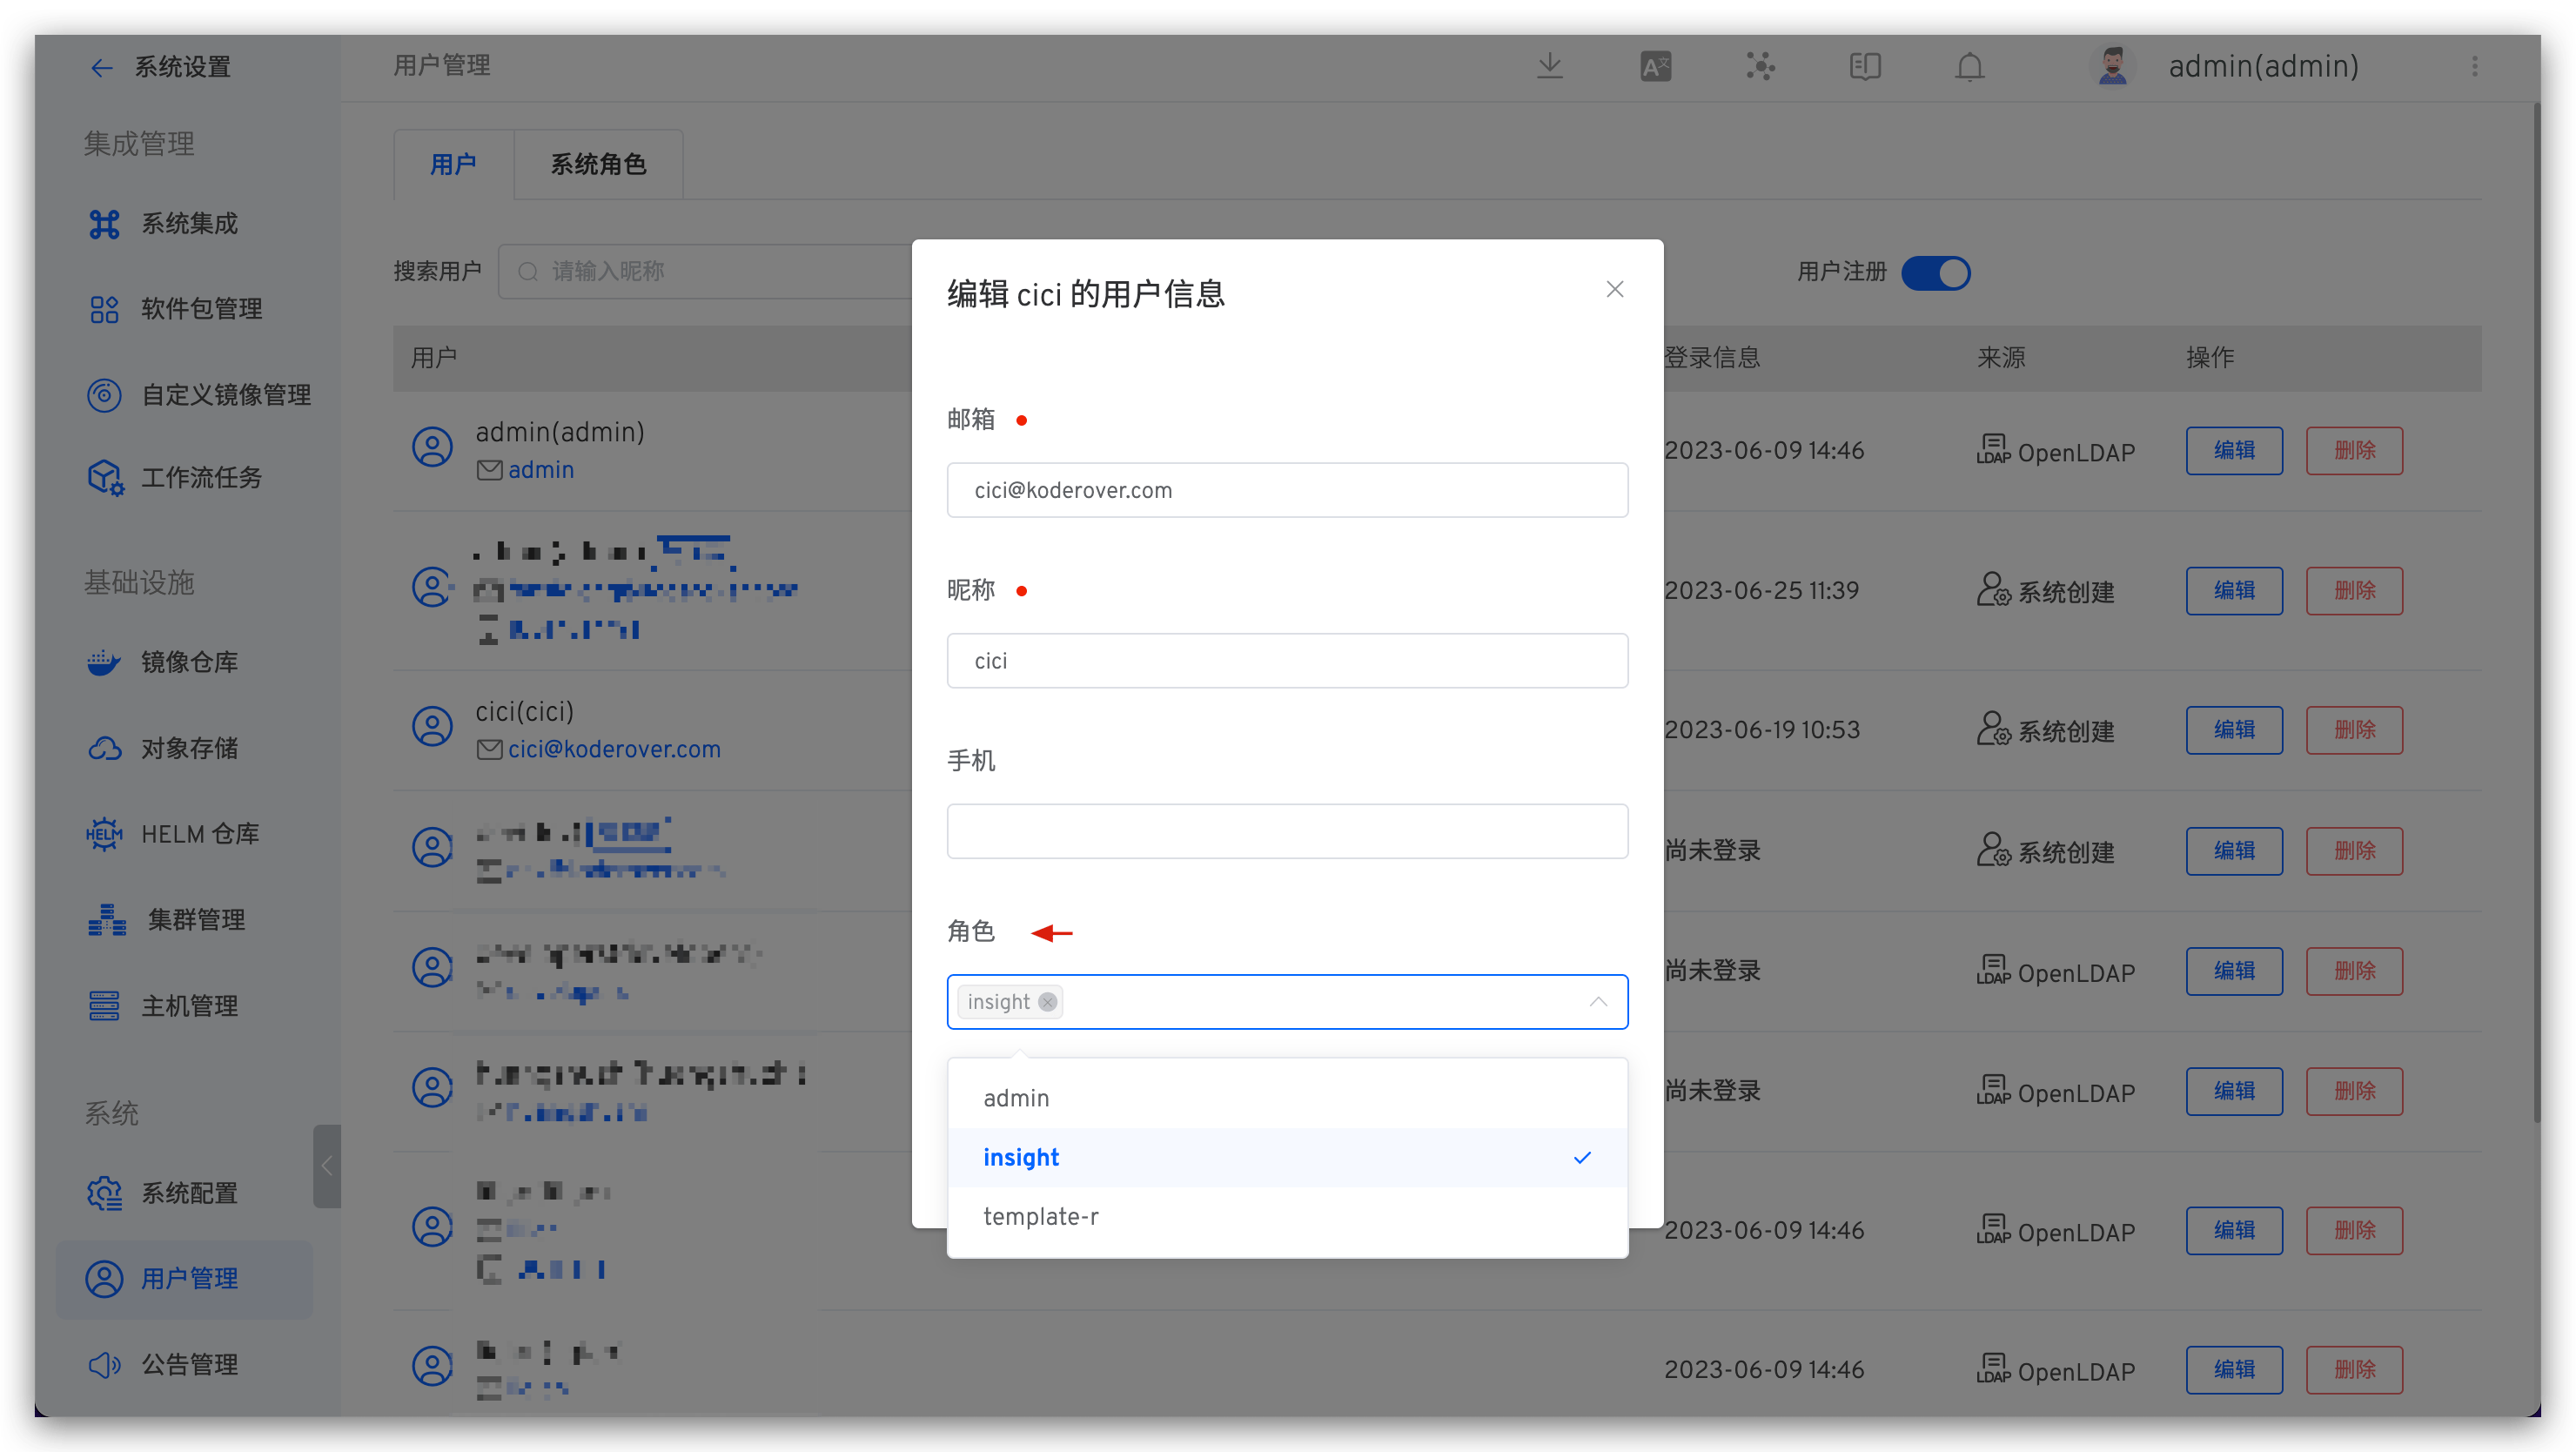 系统设置
用户管理
admin(admin)
集成管理
系统集成
软件包管理
自定义镜像管理
工作流任务
基础设施
镜像仓库
对象存储
HELM
HELM 仓库
集群管理
主机管理
系统
系统配置
用户管理
公告管理
用户
系统角色
搜索用户
请输入昵称
用户注册
用户
登录信息
来源
操作
admin(admin)
admin
2023-06-09 14:46
LDAP OpenLDAP
编辑
删除
2023-06-25 11:39
系统创建
编辑
删除
cici(cici)
cici@koderover.com
2023-06-19 10:53
系统创建
编辑
删除
尚未登录
系统创建
编辑
删除
尚未登录
LDAP OpenLDAP
编辑
删除
尚未登录
LDAP OpenLDAP
编辑
删除
2023-06-09 14:46
LDAP OpenLDAP
编辑
删除
2023-06-09 14:46
LDAP OpenLDAP
编辑
删除
编辑 cici 的用户信息
邮箱
cici@koderover.com
昵称
cici
手机
角色
insight
admin
insight
template-r